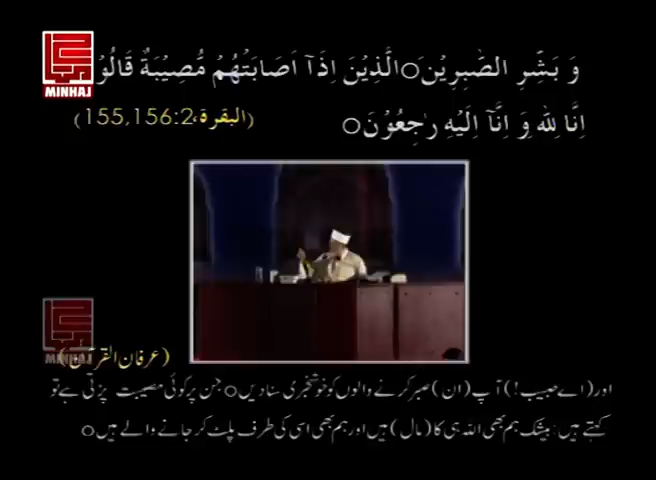 وَ بَشِّرِ الصّٰبِرِیْنَ○الَّذِیْنَ اِذَآ اَصَابَتْهُمْ مُّصِیْبَةٌ قَالُوْ
اِنَّا لِلّٰهِ وَ اِنَّآ اِلَیْهِ رٰجِعُوْنَ○
(البقرة،155,156:2)
MINHAJ
MINHAJ
(عرفان القرآن)
اور(اے حبیب!)آپ(ان)صبر کرنے والوں کو خوشخبری سنا دیں○جن پر کوئی مصیبت پڑتی ہے تو
کہتے ہیں: بیشک ہم بھی اللہ ہی کا(مال)ہیں اور ہم بھی اسی کی طرف پلٹ کر جانے والے ہیں○